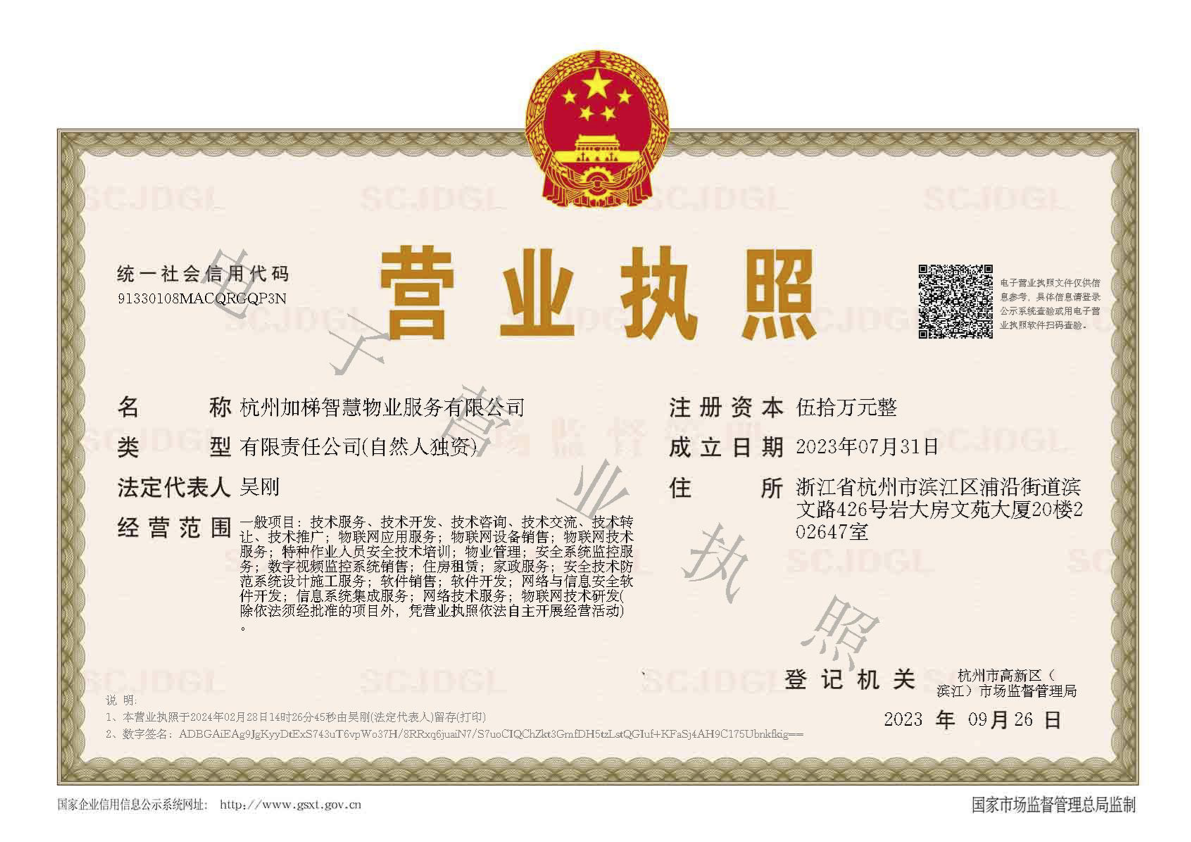 营业执照
统一社会信用代码
91330108MACQRGQP3N
电子营业执照文件仅供信
息参考，具体信息请登录
公示系统查验或用电子营
业执照软件扫码查验。
名称 杭州加梯智慧物业服务有限公司
类型 有限责任公司(自然人独资)
法定代表人 吴刚
经营范围 一般项目：技术服务、技术开发、技术咨询、技术交流、技术转
让、技术推广；物联网应用服务；物联网设备销售；物联网技术
服务；特种作业人员安全技术培训；物业管理；安全系统监控服
务；数字视频监控系统销售；住房租赁；家政服务；安全技术防
范系统设计施工服务；软件销售；软件开发；网络与信息安全软
件开发；信息系统集成服务；网络技术服务；物联网技术研发(
除依法须经批准的项目外，凭营业执照依法自主开展经营活动)
。
注册资本 伍拾万元整
成立日期 2023年07月31日
住所 浙江省杭州市滨江区浦沿街道滨
文路426号岩大房文苑大厦20楼2
02647室
电子营业执照
登记机关 杭州市高新区（
滨江）市场监督管理局
2023 年 09月26 日
说 明:
1、本营业执照于2024年02月28日14时26分45秒由吴刚(法定代表人)留存(打印)
2、数字签名：
国家企业信用信息公示系统网址： http://www.gsxt.gov.cn
国家市场监督管理总局监制